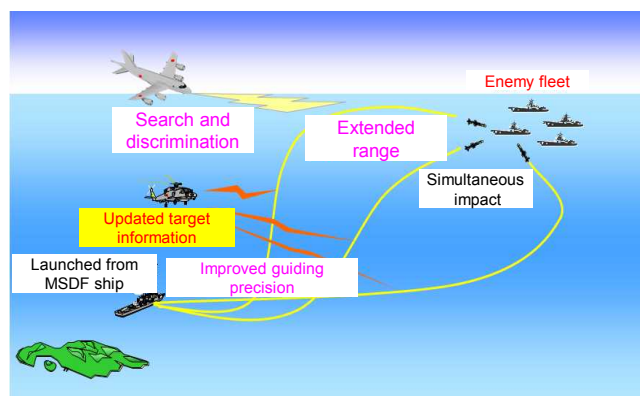 Enemy fleet
Search and
discrimination
Extended
range
Simultaneous
impact
Updated target
information
Launched from
MSDF ship
Improved guiding
precision